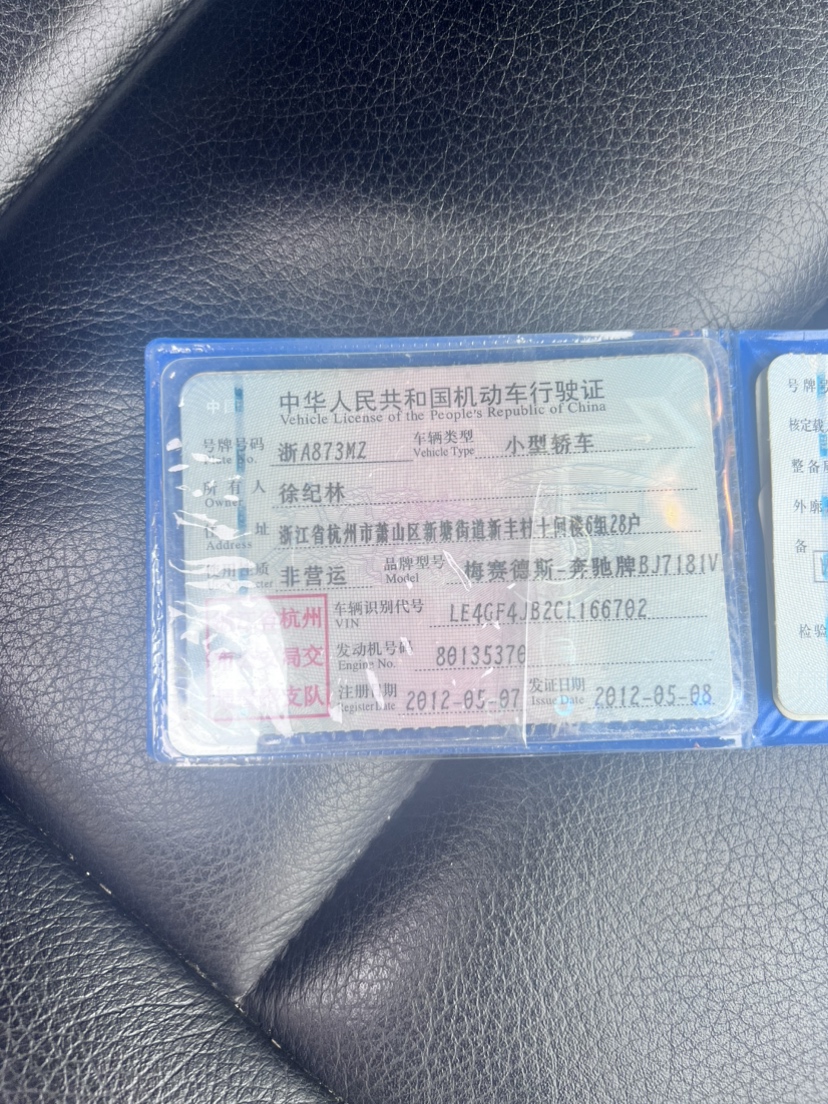 中华人民共和国机动车行驶证
Vehicle License of the People's Republic of China
号牌号码 浙A873MZ 车辆类型 小型轿车
Plate No. Vehicle Type
所有人 徐纪林
Owner
住址 浙江省杭州市萧山区新塘街道新丰村十间楼6组28户
Address
使用性质 非营运 品牌型号 梅赛德斯-奔驰牌BJ7181V
Model
车辆识别代号 LE4GF4JB2CL166702
VIN
发动机号码 80135370
Engine No.
注册日期 2012-05-07 发证日期 2012-05-08
Register Date Issue Date
杭州
局交
支队
号牌
核定载
整备
外廓
备
检验